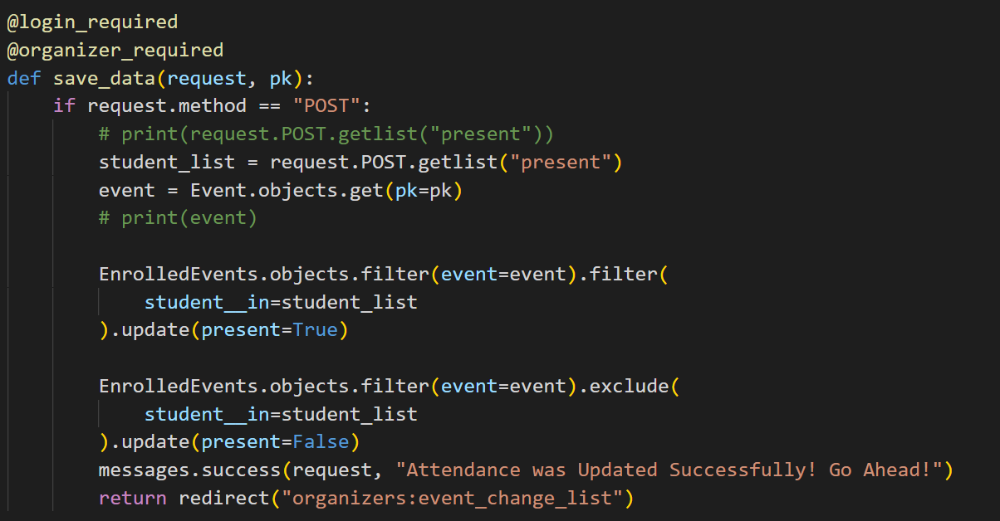 @login_required
@organizer_required
def save_data(request, pk):
    if request.method == "POST":
        # print(request.POST.getlist("present"))
        student_list = request.POST.getlist("present")
        event = Event.objects.get(pk=pk)
        # print(event)

        EnrolledEvents.objects.filter(event=event).filter(
            student__in=student_list
        ).update(present=True)

        EnrolledEvents.objects.filter(event=event).exclude(
            student__in=student_list
        ).update(present=False)
        messages.success(request, "Attendance was Updated Successfully! Go Ahead!")
        return redirect("organizers:event_change_list")